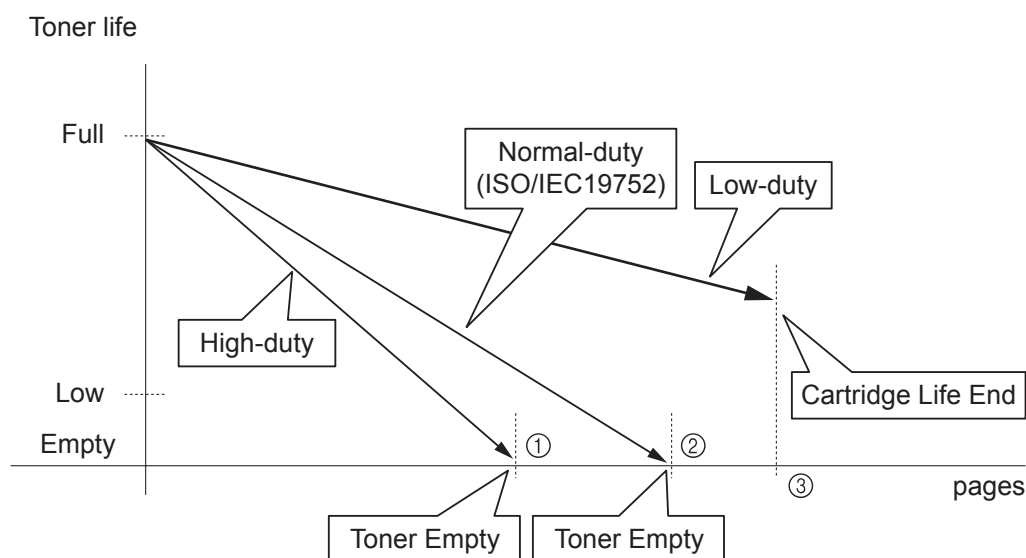 Toner life
Full
Normal-duty
(ISO/IEC19752)
Low-duty
High-duty
Low
Cartridge Life End
Empty
①
②
③
pages
Toner Empty
Toner Empty